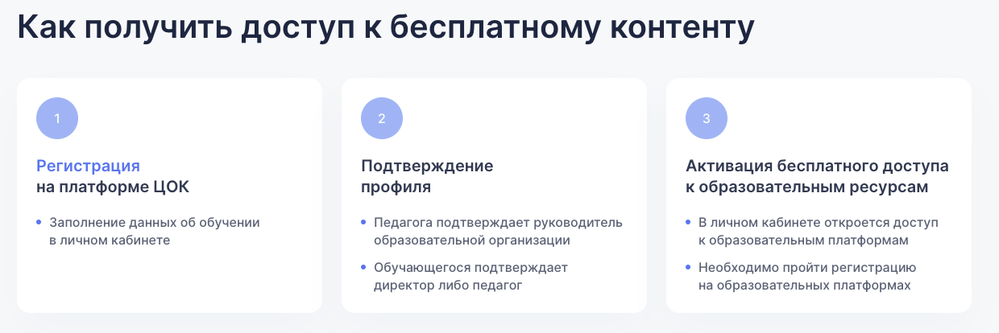 Как получить доступ к бесплатному контенту
1
Регистрация
на платформе ЦОК
Заполнение данных об обучении
в личном кабинете
2
Подтверждение
профиля
Педагога подтверждает руководитель
образовательной организации
Обучающегося подтверждает
директор либо педагог
3
Активация бесплатного доступа
к образовательным ресурсам
В личном кабинете откроется доступ
к образовательным платформам
Необходимо пройти регистрацию
на образовательных платформах